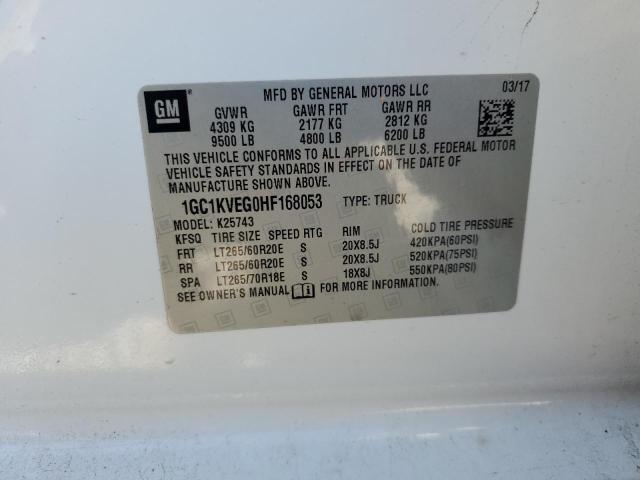 GM
MFD BY GENERAL MOTORS LLC 03/17
GVWR GAWR FRT GAWR RR
4309 KG 2177 KG 2812 KG
9500 LB 4800 LB 6200 LB
THIS VEHICLE CONFORMS TO ALL APPLICABLE U.S. FEDERAL MOTOR
VEHICLE SAFETY STANDARDS IN EFFECT ON THE DATE OF
MANUFACTURE SHOWN ABOVE.
1GC1KVEG0HF168053 TYPE: TRUCK
MODEL: K25743
KFSQ TIRE SIZE SPEED RTG RIM COLD TIRE PRESSURE
FRT LT265/60R20E S 20X8.5J 420KPA(60PSI)
RR LT265/60R20E S 20X8.5J 520KPA(75PSI)
SPA LT265/70R18E S 18X8J 550KPA(80PSI)
SEE OWNER'S MANUAL FOR MORE INFORMATION.